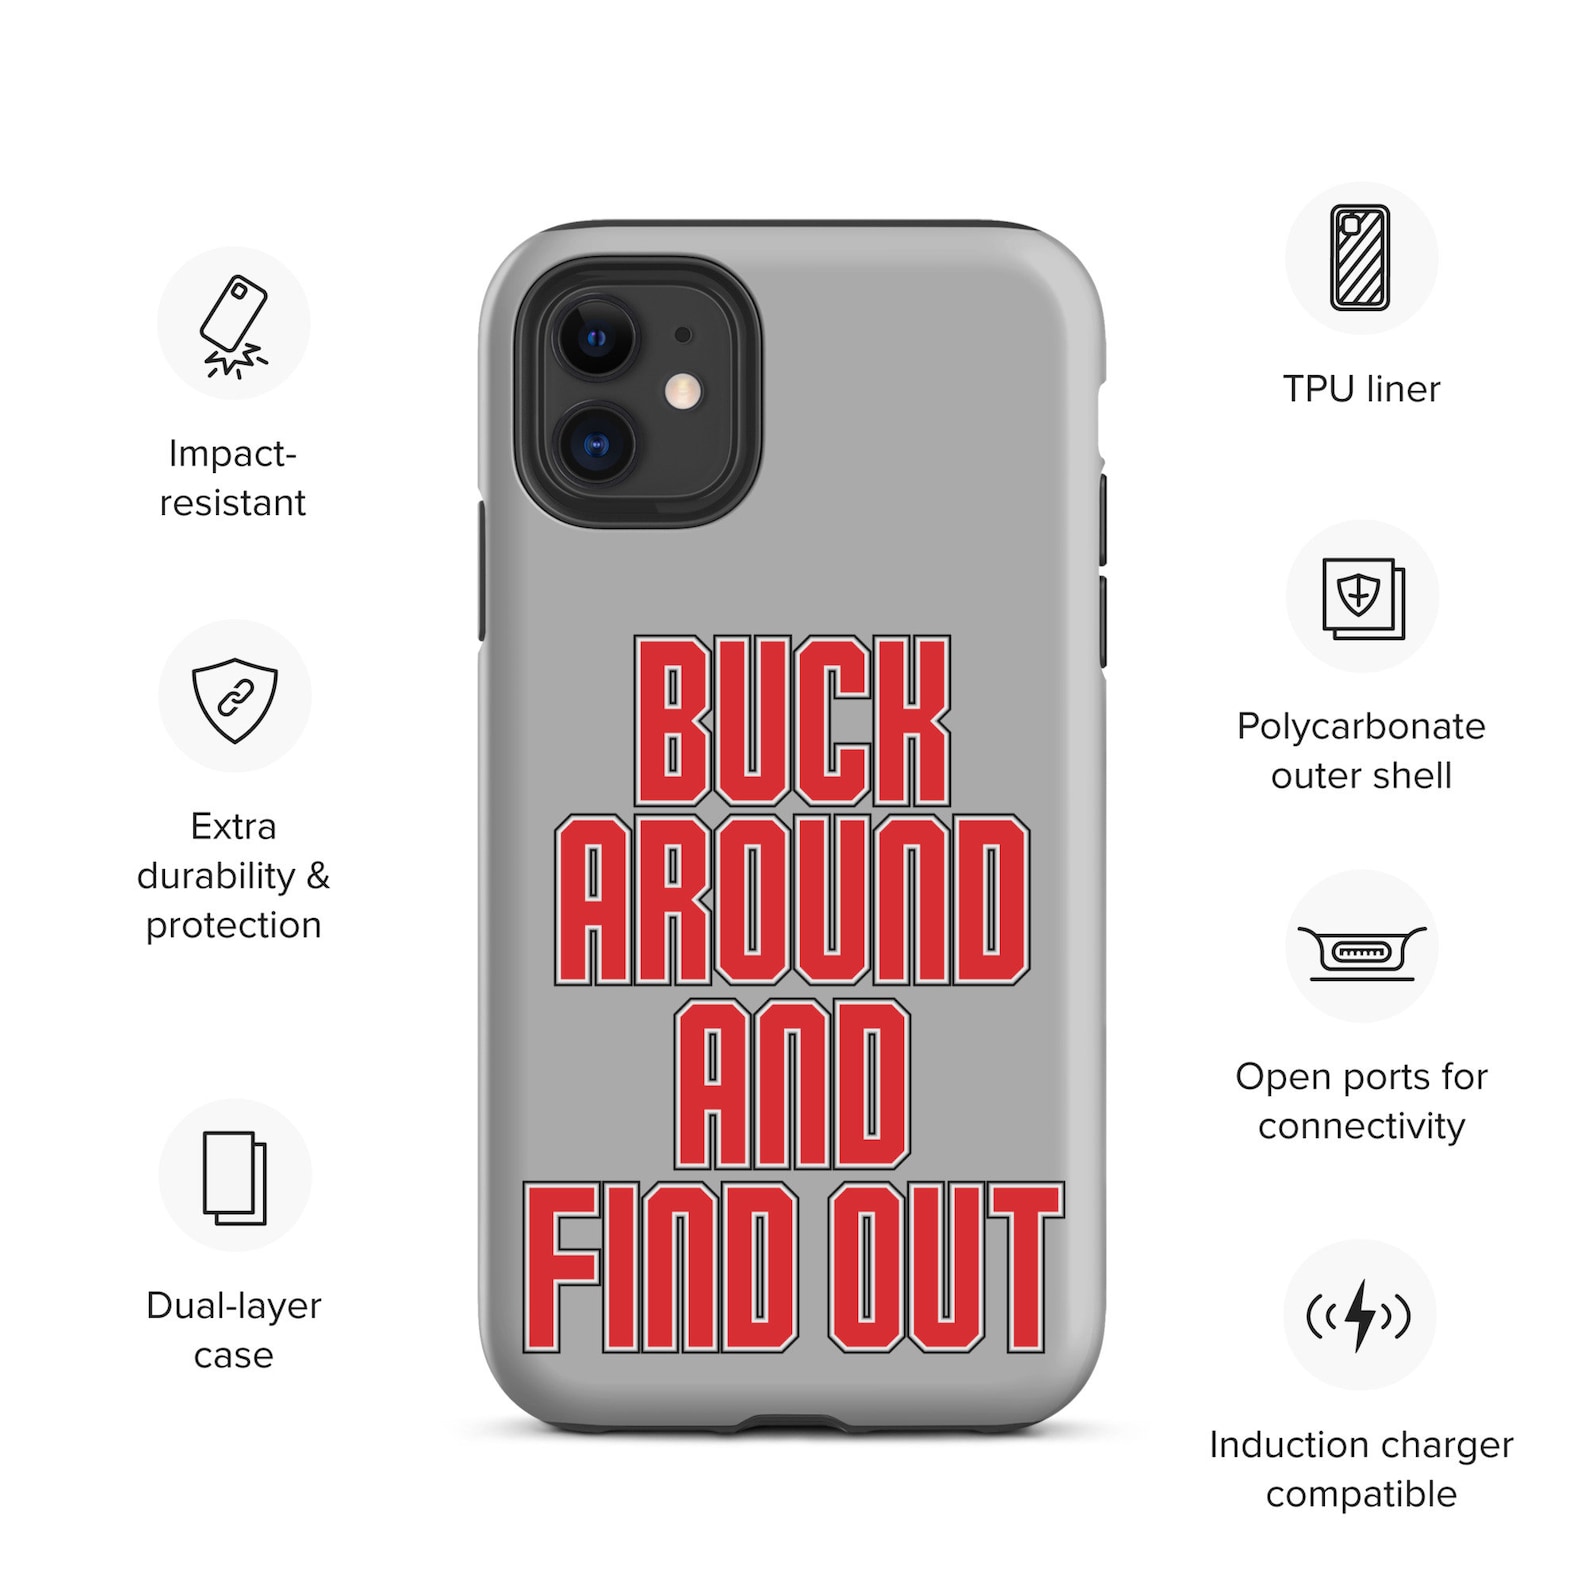 Impact-
resistant
Extra
durability &
protection
Dual-layer
case
BUCK
AROUND
AND
FIND OUT
TPU liner
Polycarbonate
outer shell
Open ports for
connectivity
Induction charger
compatible